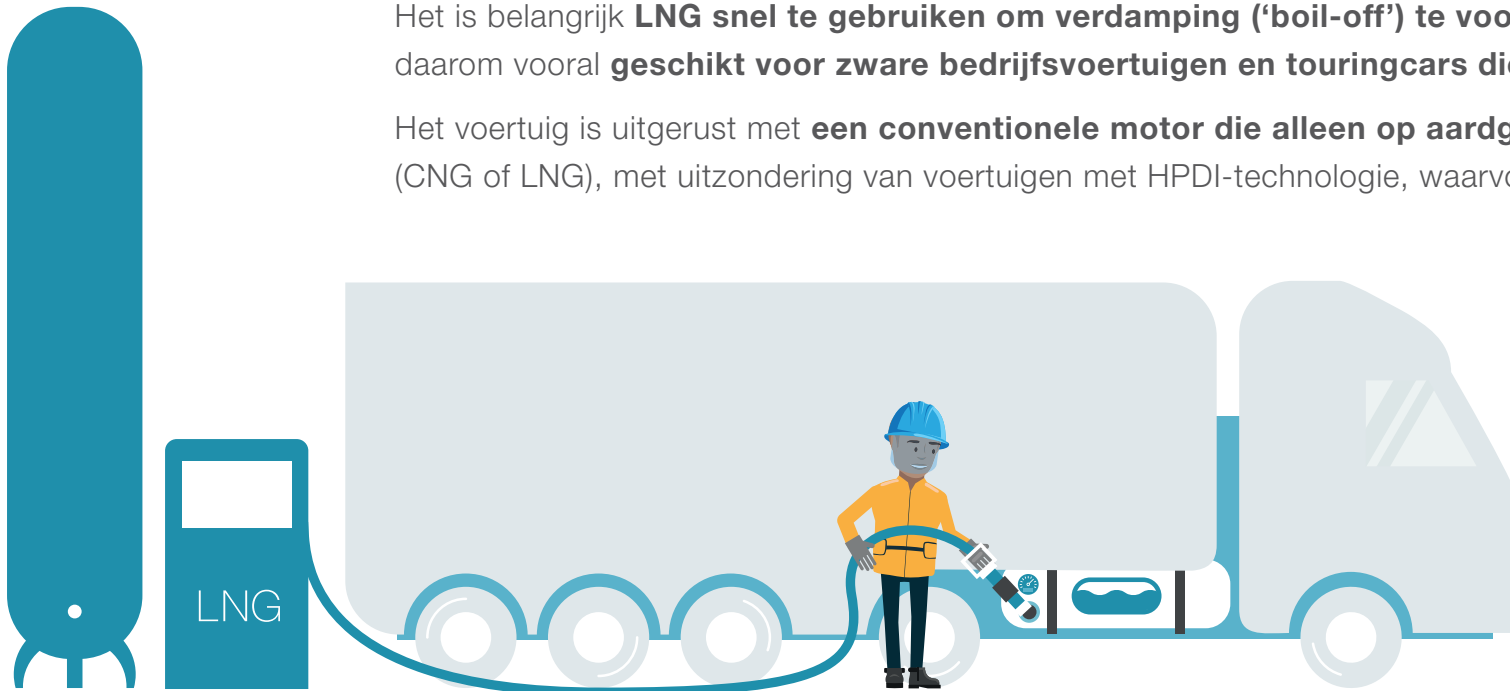 Het is belangrijk LNG snel te gebruiken om verdamping (‘boil-off’) te voo
daarom vooral geschikt voor zware bedrijfsvoertuigen en touringcars die
Het voertuig is uitgerust met een conventionele motor die alleen op aardg
(CNG of LNG), met uitzondering van voertuigen met HPDI-technologie, waarvo
LNG